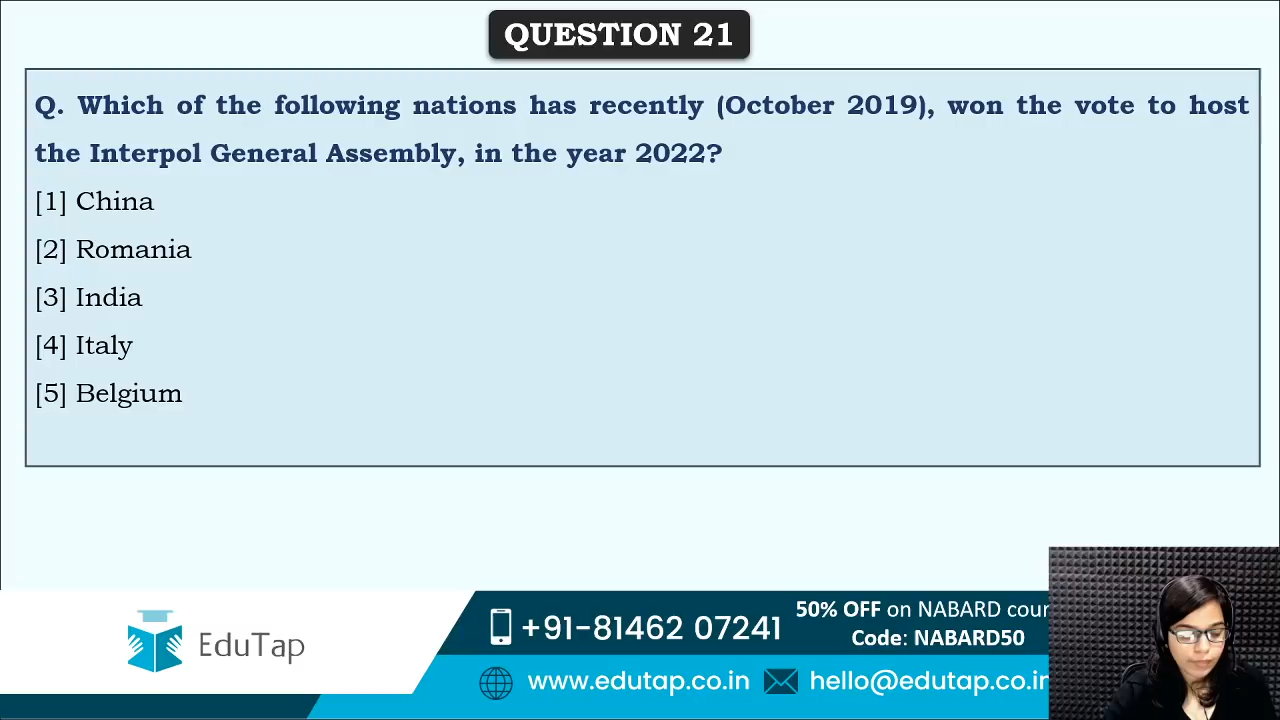 QUESTION 21
Q. Which of the following nations has recently (October 2019), won the vote to host
the Interpol General Assembly, in the year 2022?
[1] China
[2] Romania
[3] India
[4] Italy
[5] Belgium
EduTap
+91-81462 07241
50% OFF on NABARD cour
Code: NABARD50
www.edutap.co.in
hello@edutap.co.in